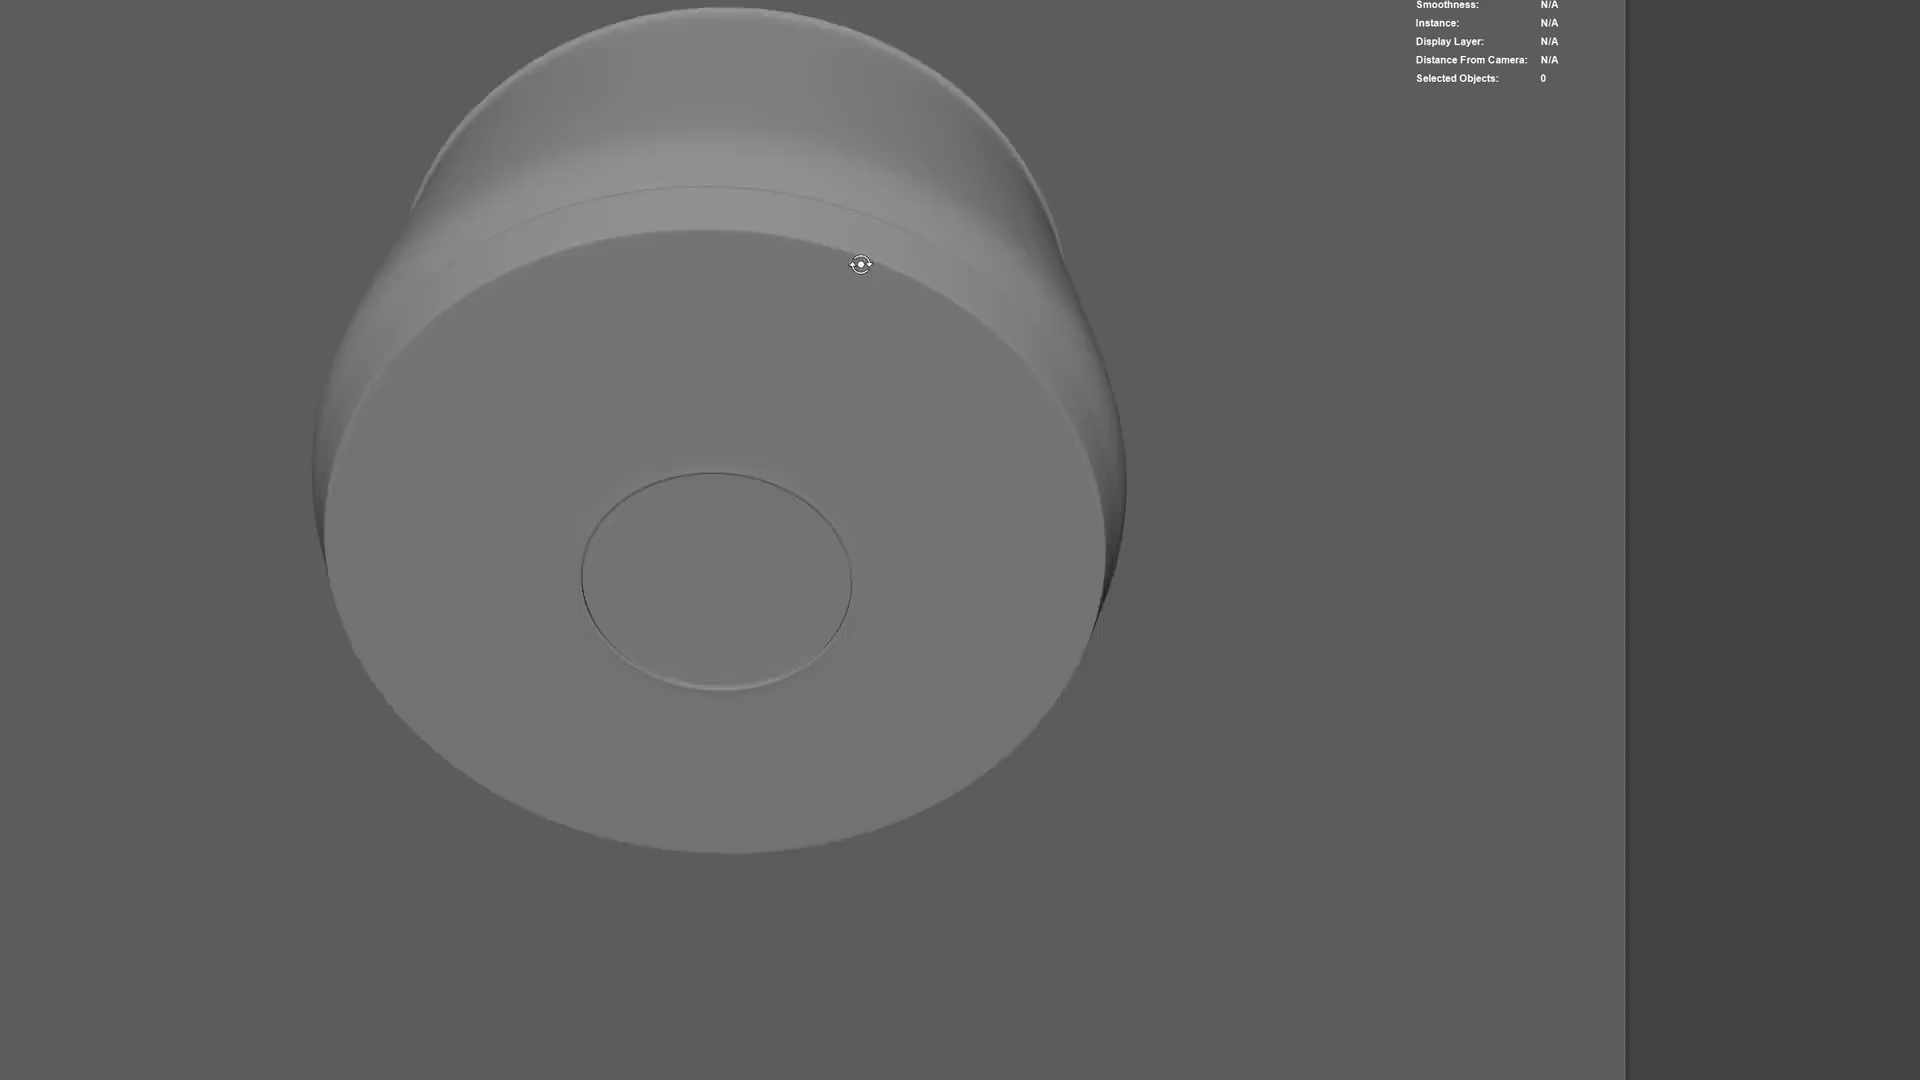 Smoothness: N/A
Instance: N/A
Display Layer: N/A
Distance From Camera: N/A
Selected Objects: 0